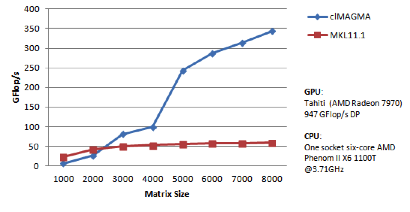 400
350
300
250
200
150
100
50
0
GFlop/s
1000 2000 3000 4000 5000 6000 7000 8000
Matrix Size
clMAGMA
MKL11.1
GPU:
Tahiti (AMD Radeon 7970)
947 GFlop/s DP
CPU:
One socket six-core AMD
Phenom II X6 1100T
@3.71GHz